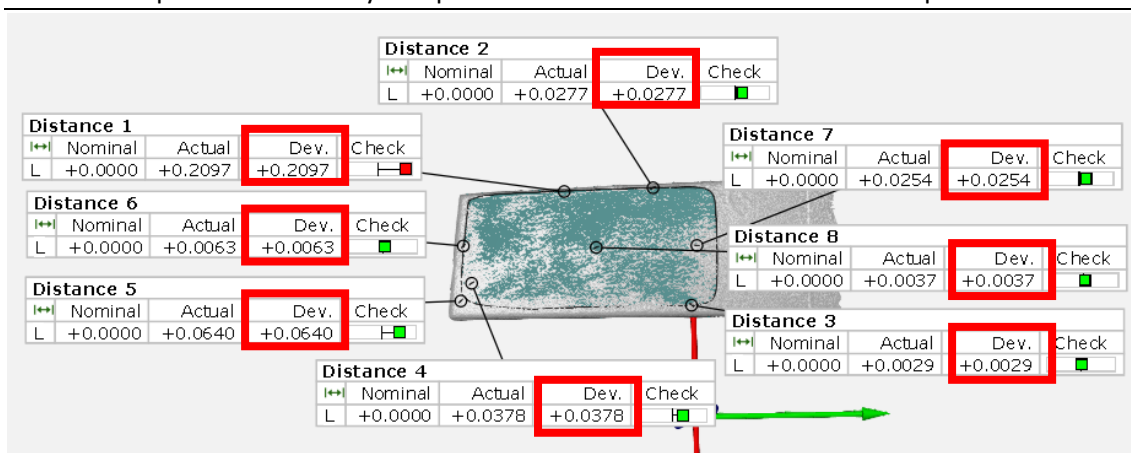 Distance 2
Nominal Actual Dev. Check
L +0.0000 +0.0277 +0.0277
Distance 1
Nominal Actual Dev. Check
L +0.0000 +0.2097 +0.2097
Distance 7
Nominal Actual Dev. Check
L +0.0000 +0.0254 +0.0254
Distance 6
Nominal Actual Dev. Check
L +0.0000 +0.0063 +0.0063
Distance 8
Nominal Actual Dev. Check
L +0.0000 +0.0037 +0.0037
Distance 5
Nominal Actual Dev. Check
L +0.0000 +0.0640 +0.0640
Distance 3
Nominal Actual Dev. Check
L +0.0000 +0.0029 +0.0029
Distance 4
Nominal Actual Dev. Check
L +0.0000 +0.0378 +0.0378